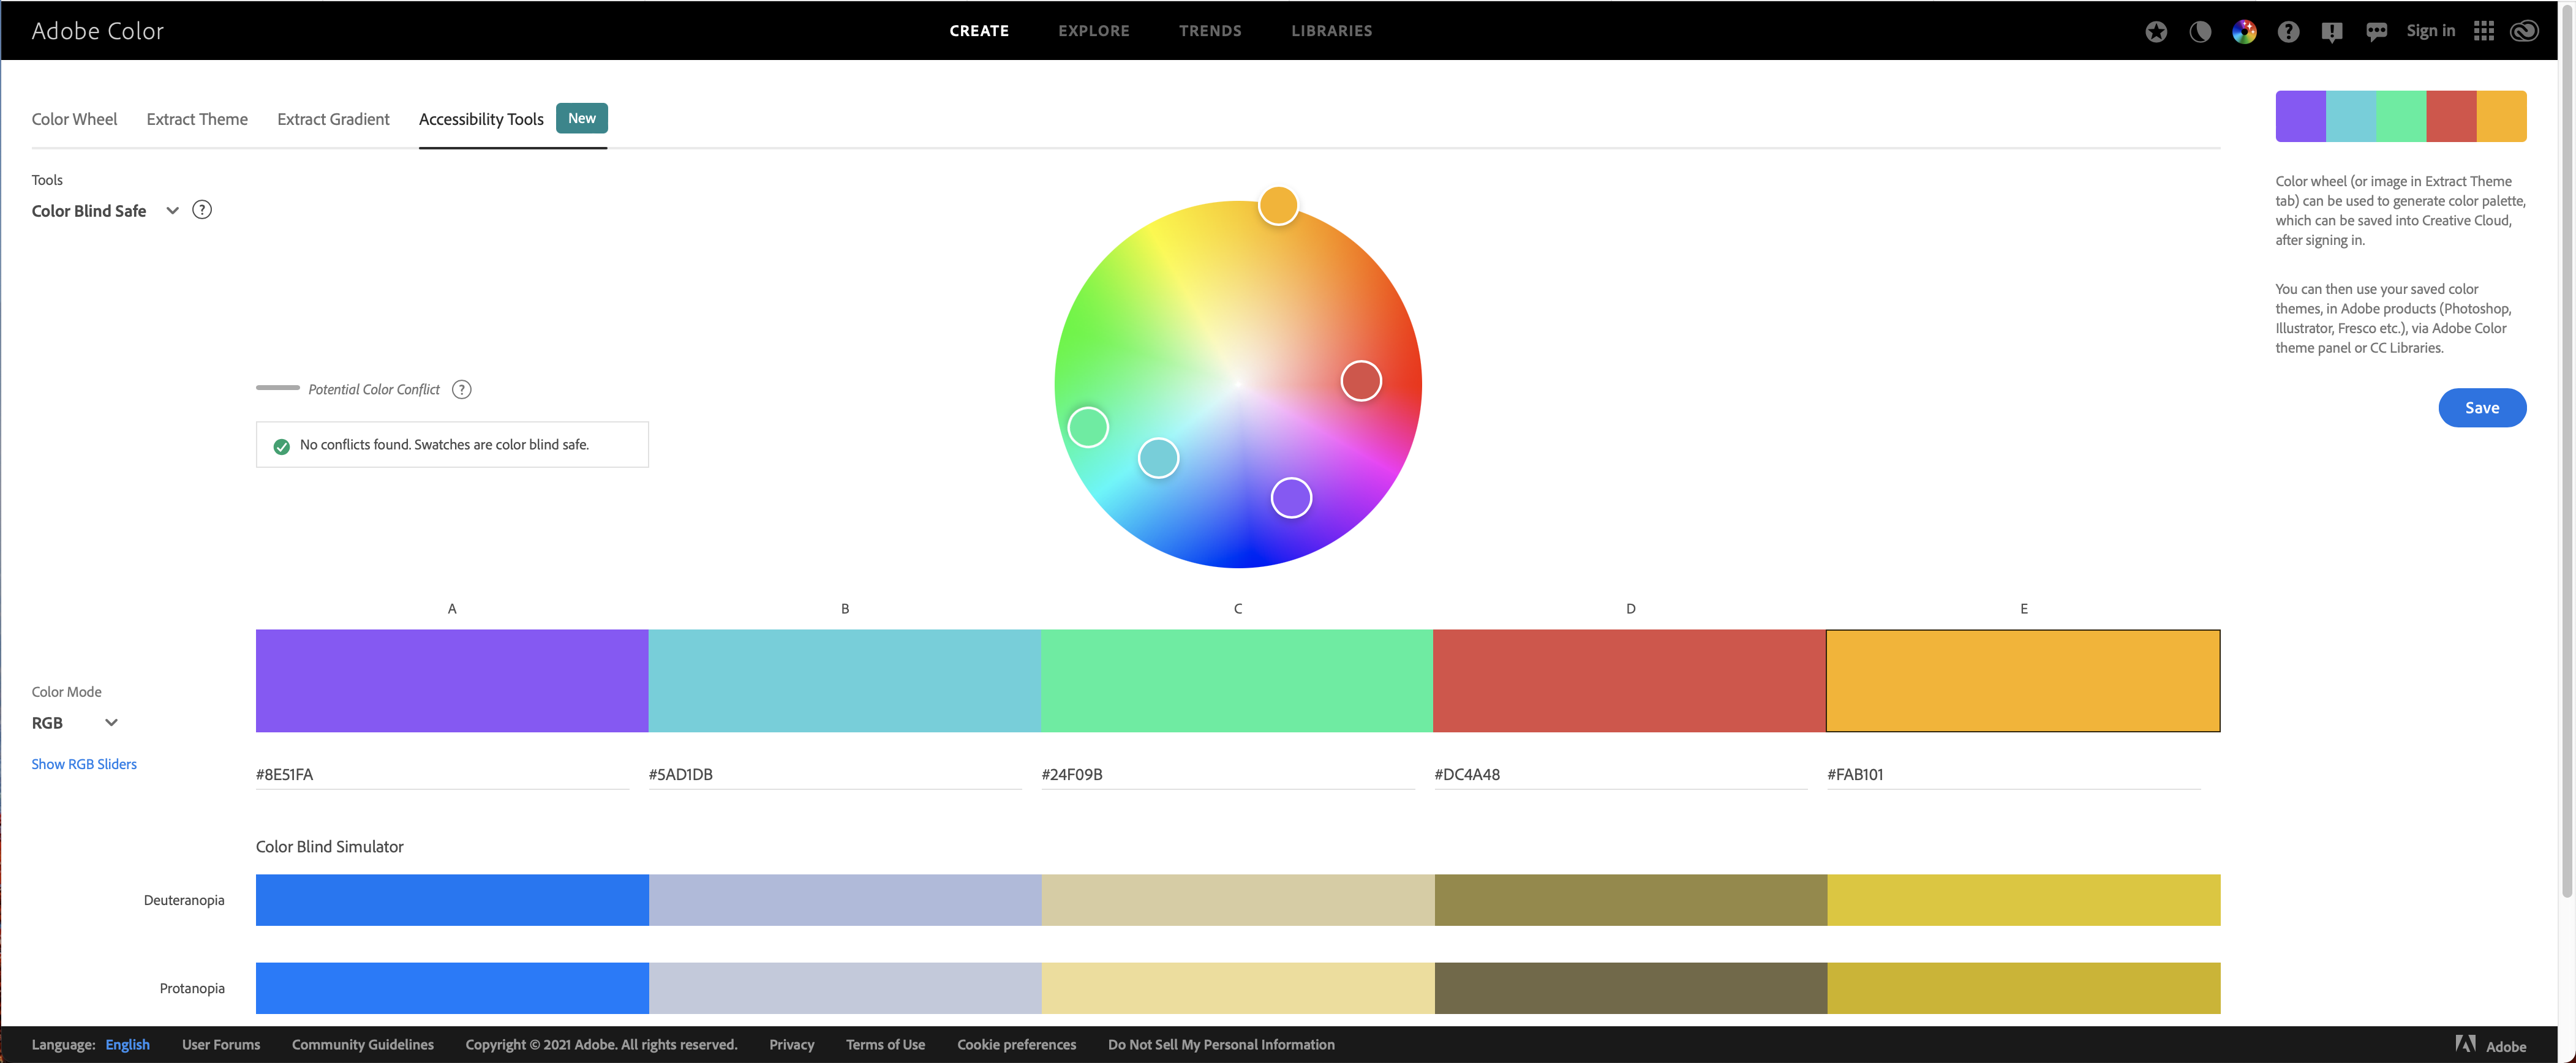 Adobe Color
CREATE EXPLORE TRENDS LIBRARIES
Sign in
Color Wheel Extract Theme Extract Gradient Accessibility Tools New
Tools
Color Blind Safe
Color wheel (or image in Extract Theme
tab) can be used to generate color palette,
which can be saved into Creative Cloud,
after signing in.
You can then use your saved color
themes, in Adobe products (Photoshop,
Illustrator, Fresco etc.), via Adobe Color
theme panel or CC Libraries.
Save
Potential Color Conflict
No conflicts found. Swatches are color blind safe.
A B C D E
Color Mode
RGB
Show RGB Sliders
#8E51FA #5AD1DB #24F09B #DC4A48 #FAB101
Color Blind Simulator
Deuteranopia
Protanopia
Language: English User Forums Community Guidelines Copyright © 2021 Adobe. All rights reserved. Privacy Terms of Use Cookie preferences Do Not Sell My Personal Information Adobe